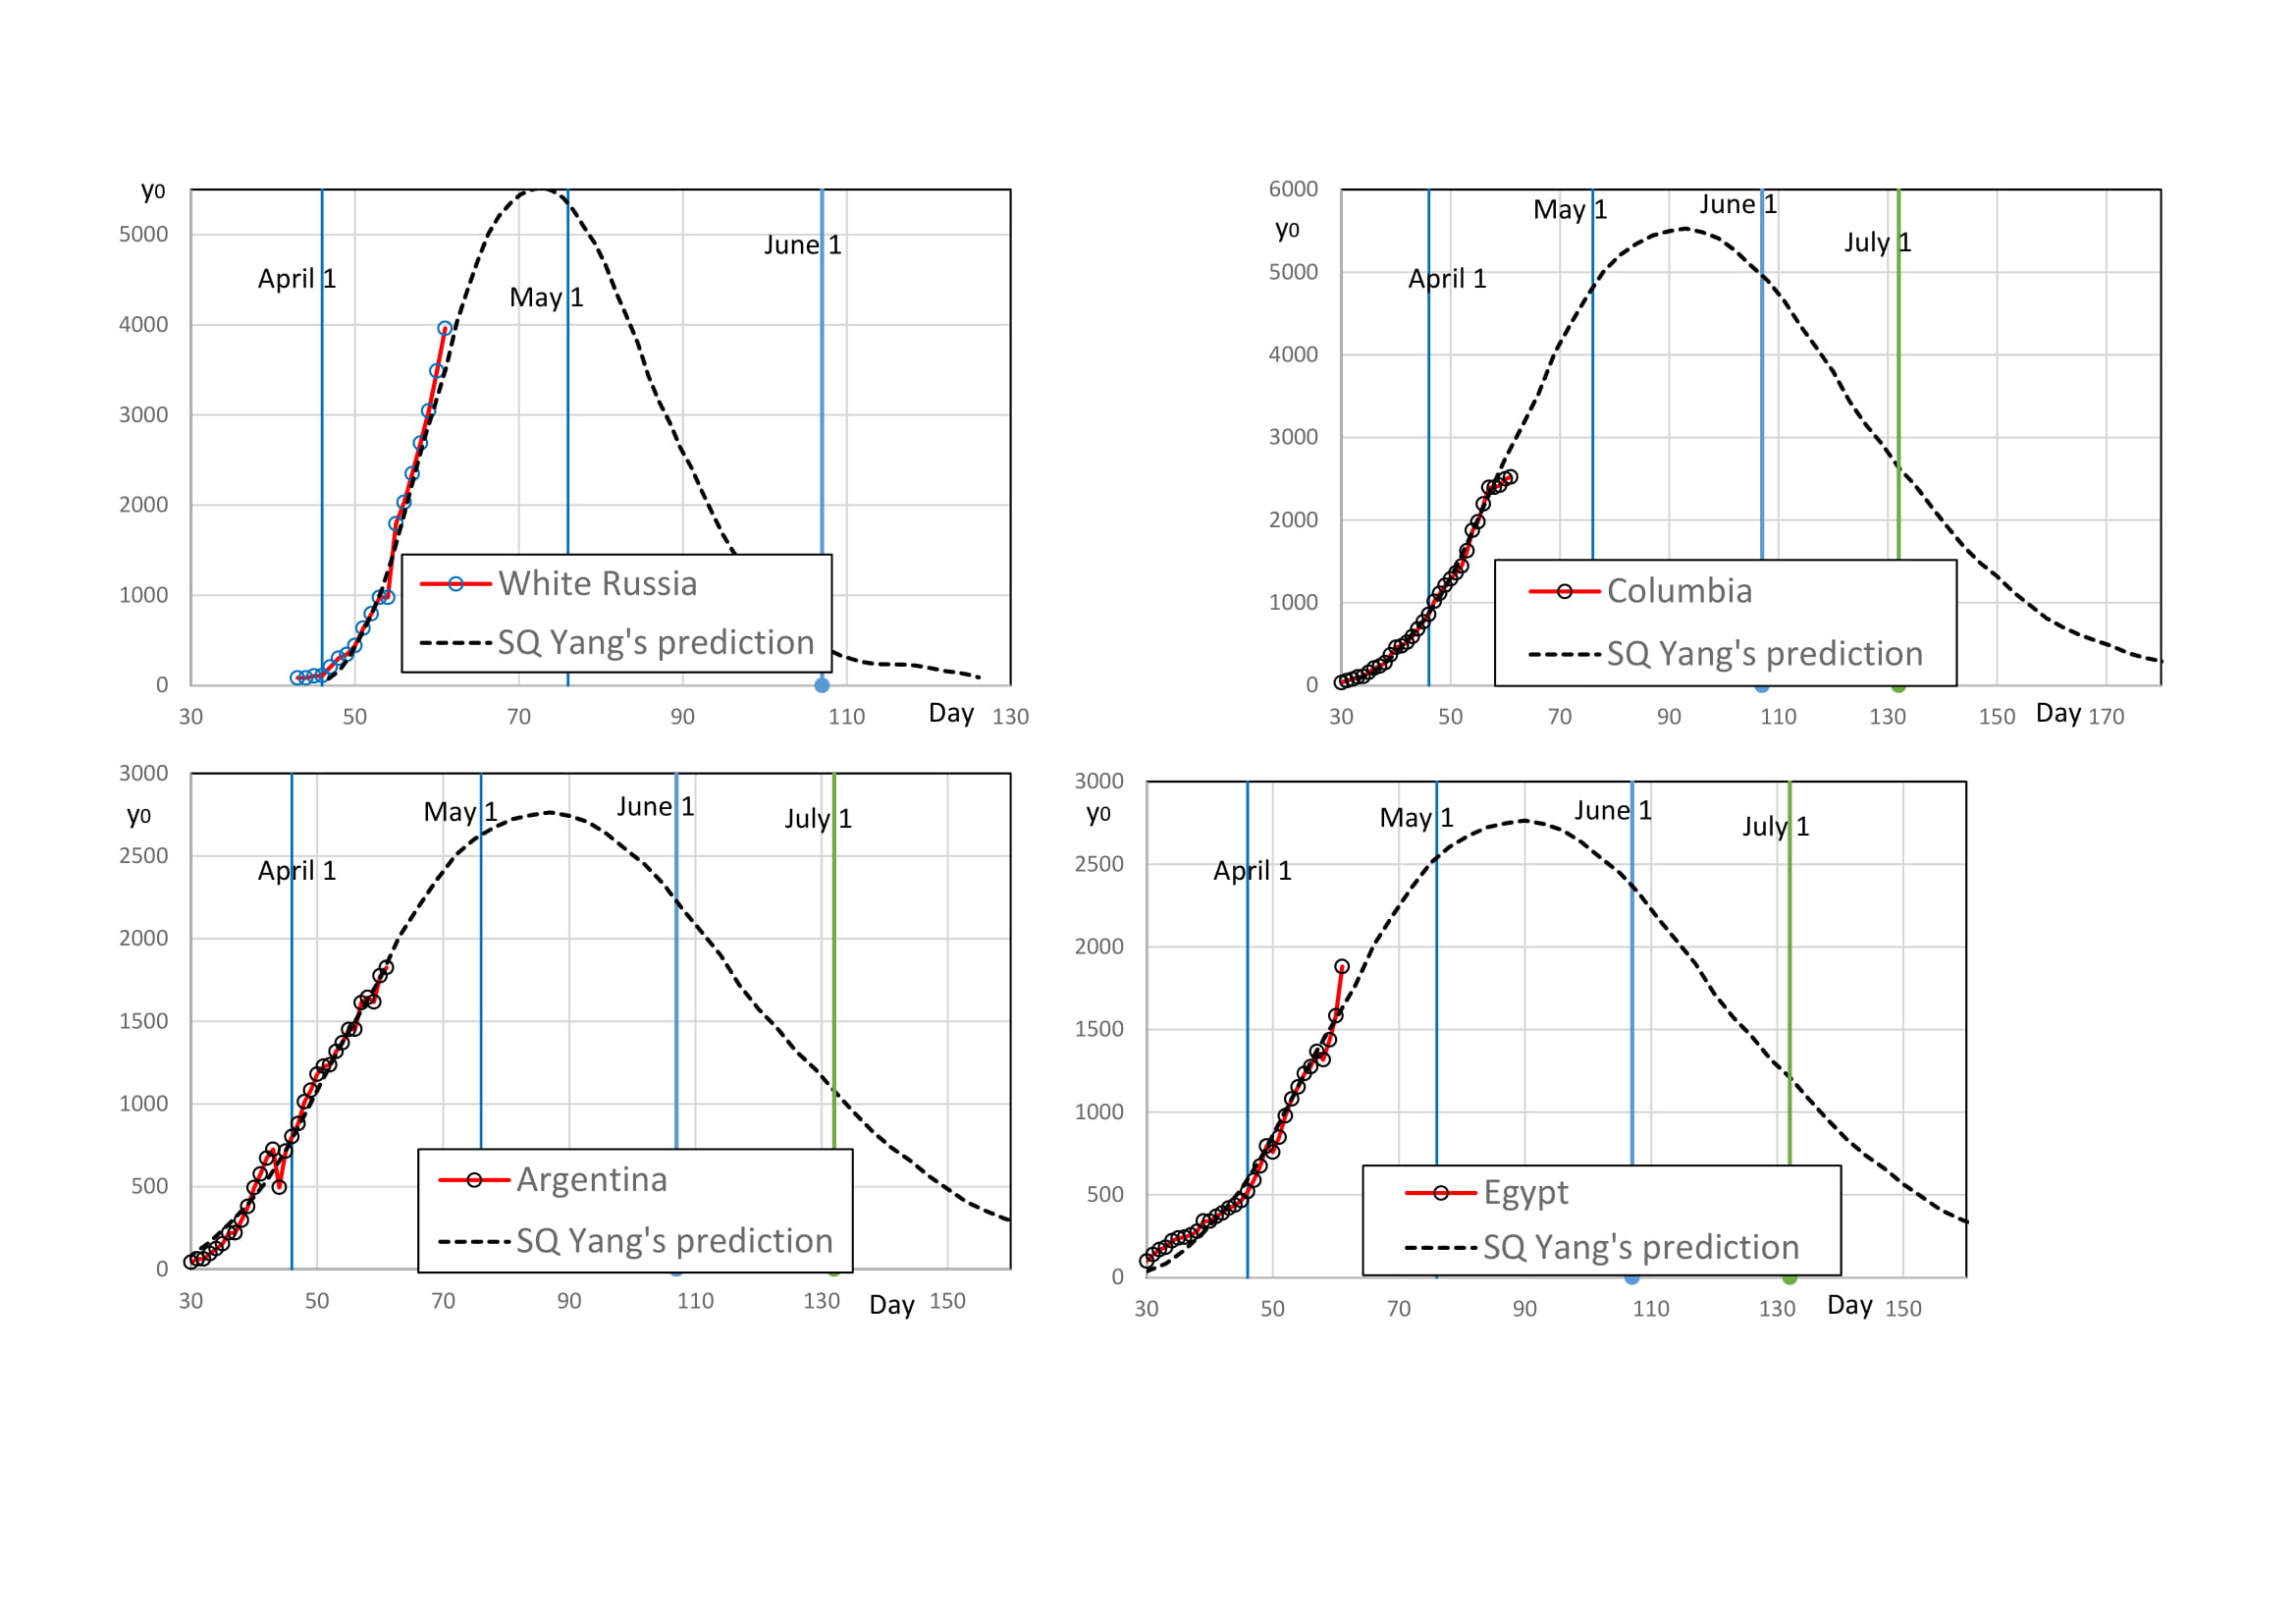 y0
5000
4000
3000
2000
1000
0
April 1
May 1
June 1
White Russia
SQ Yang's prediction
30 50 70 90 110 Day 130
6000
y0
5000
4000
3000
2000
1000
0
April 1
May 1
June 1
July 1
Columbia
SQ Yang's prediction
30 50 70 90 110 130 150 Day 170
3000
y0
2500
2000
1500
1000
500
0
April 1
May 1
June 1
July 1
Argentina
SQ Yang's prediction
30 50 70 90 110 130 Day 150
3000
y0
2500
2000
1500
1000
500
0
April 1
May 1
June 1
July 1
Egypt
SQ Yang's prediction
30 50 70 90 110 130 Day 150